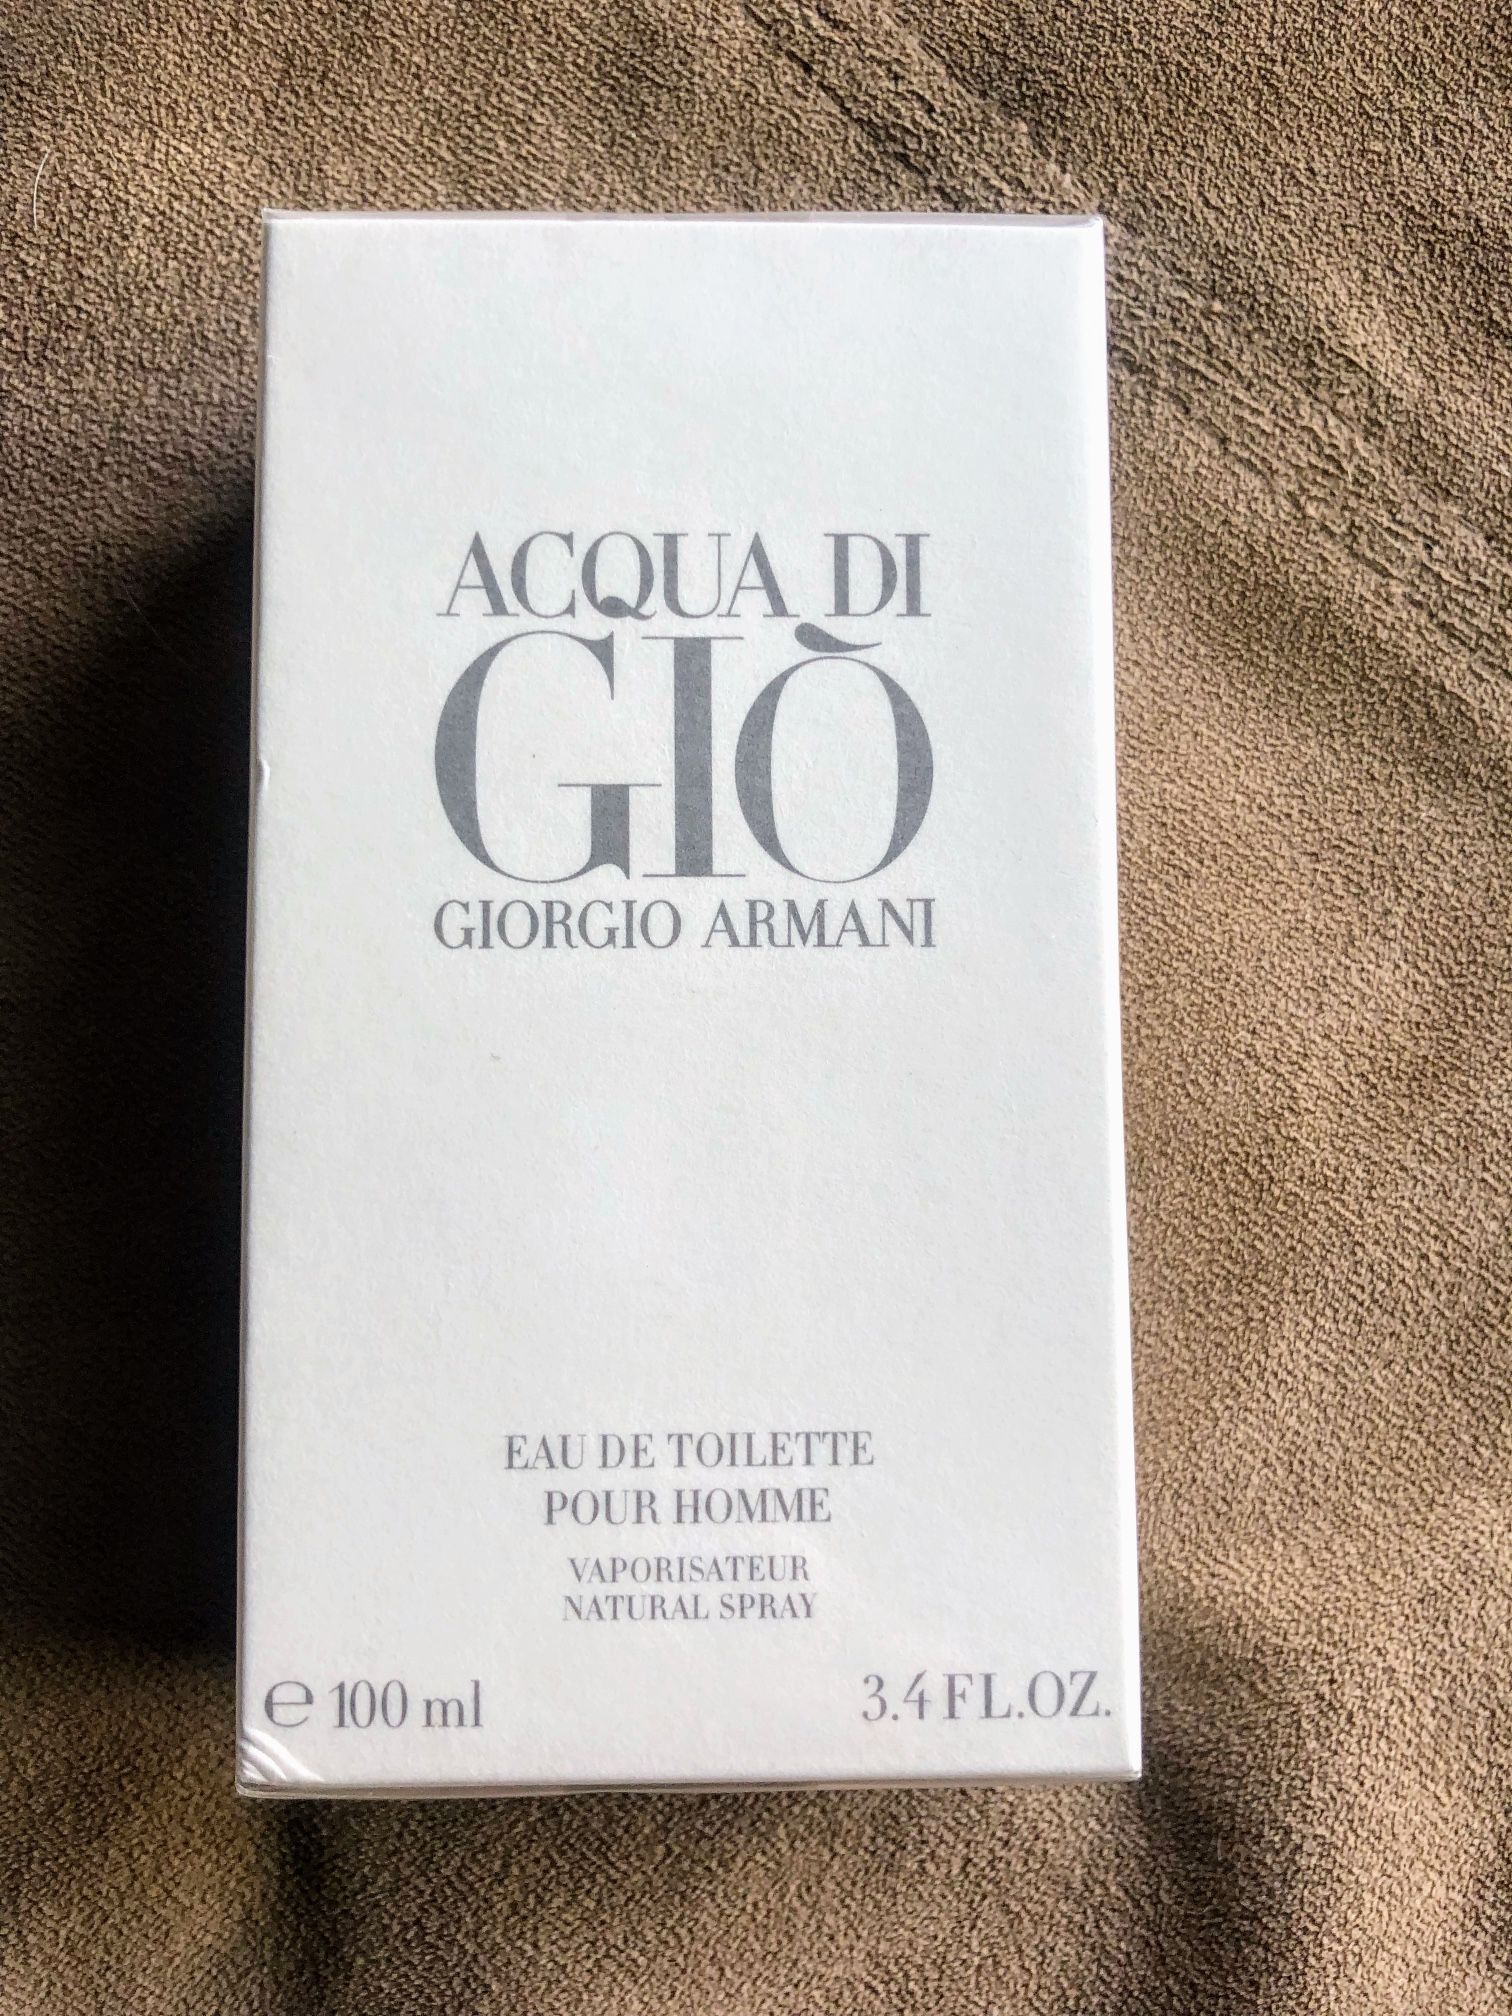 ACQUA DI
GIÒ
GIORGIO ARMANI
EAU DE TOILETTE
POUR HOMME
VAPORISATEUR
NATURAL SPRAY
℮ 100 ml 3.4 FL.OZ.